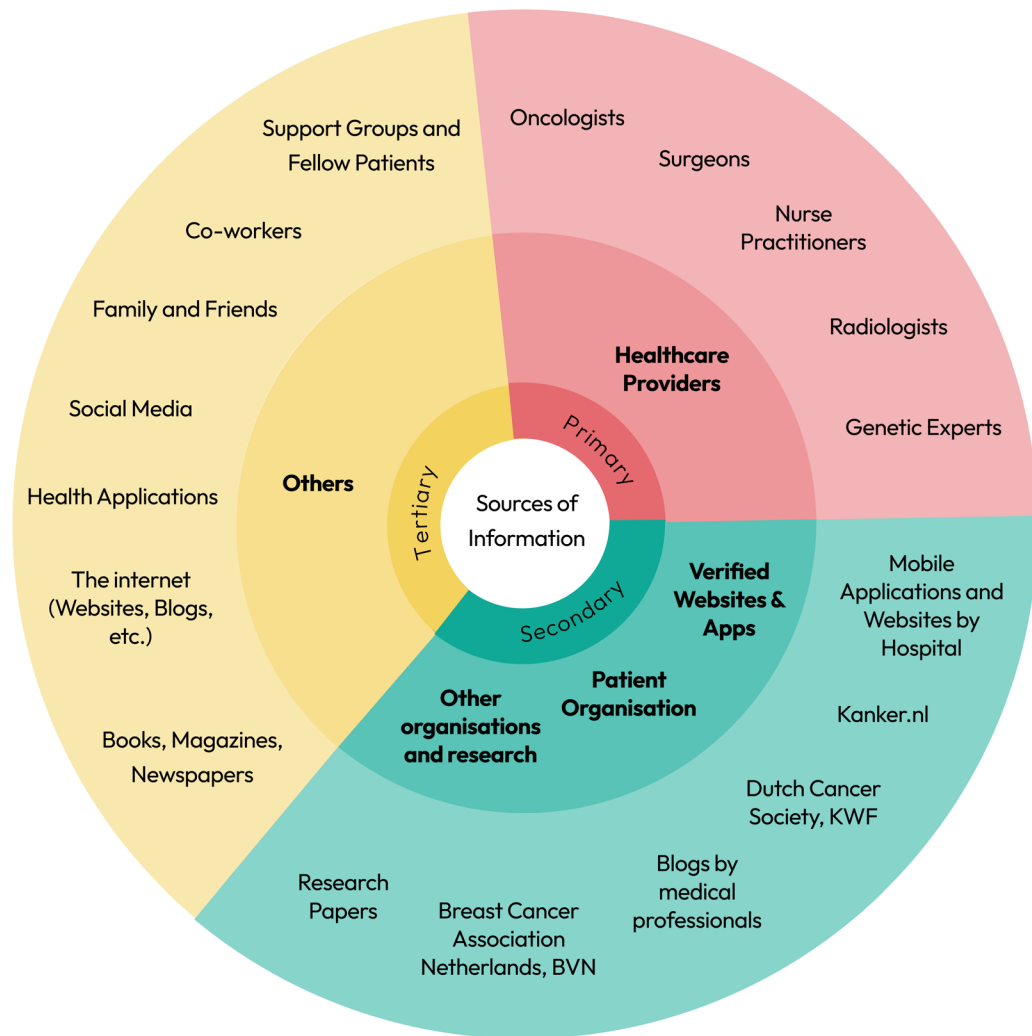 Sources of
Information
Primary
Healthcare
Providers
Oncologists
Surgeons
Nurse
Practitioners
Radiologists
Genetic Experts
Secondary
Verified
Websites &
Apps
Patient
Organisation
Other
organisations
and research
Mobile
Applications and
Websites by
Hospital
Kanker.nl
Dutch Cancer
Society, KWF
Blogs by
medical
professionals
Breast Cancer
Association
Netherlands, BVN
Research
Papers
Tertiary
Others
Support Groups and
Fellow Patients
Co-workers
Family and Friends
Social Media
Health Applications
The internet
(Websites, Blogs,
etc.)
Books, Magazines,
Newspapers